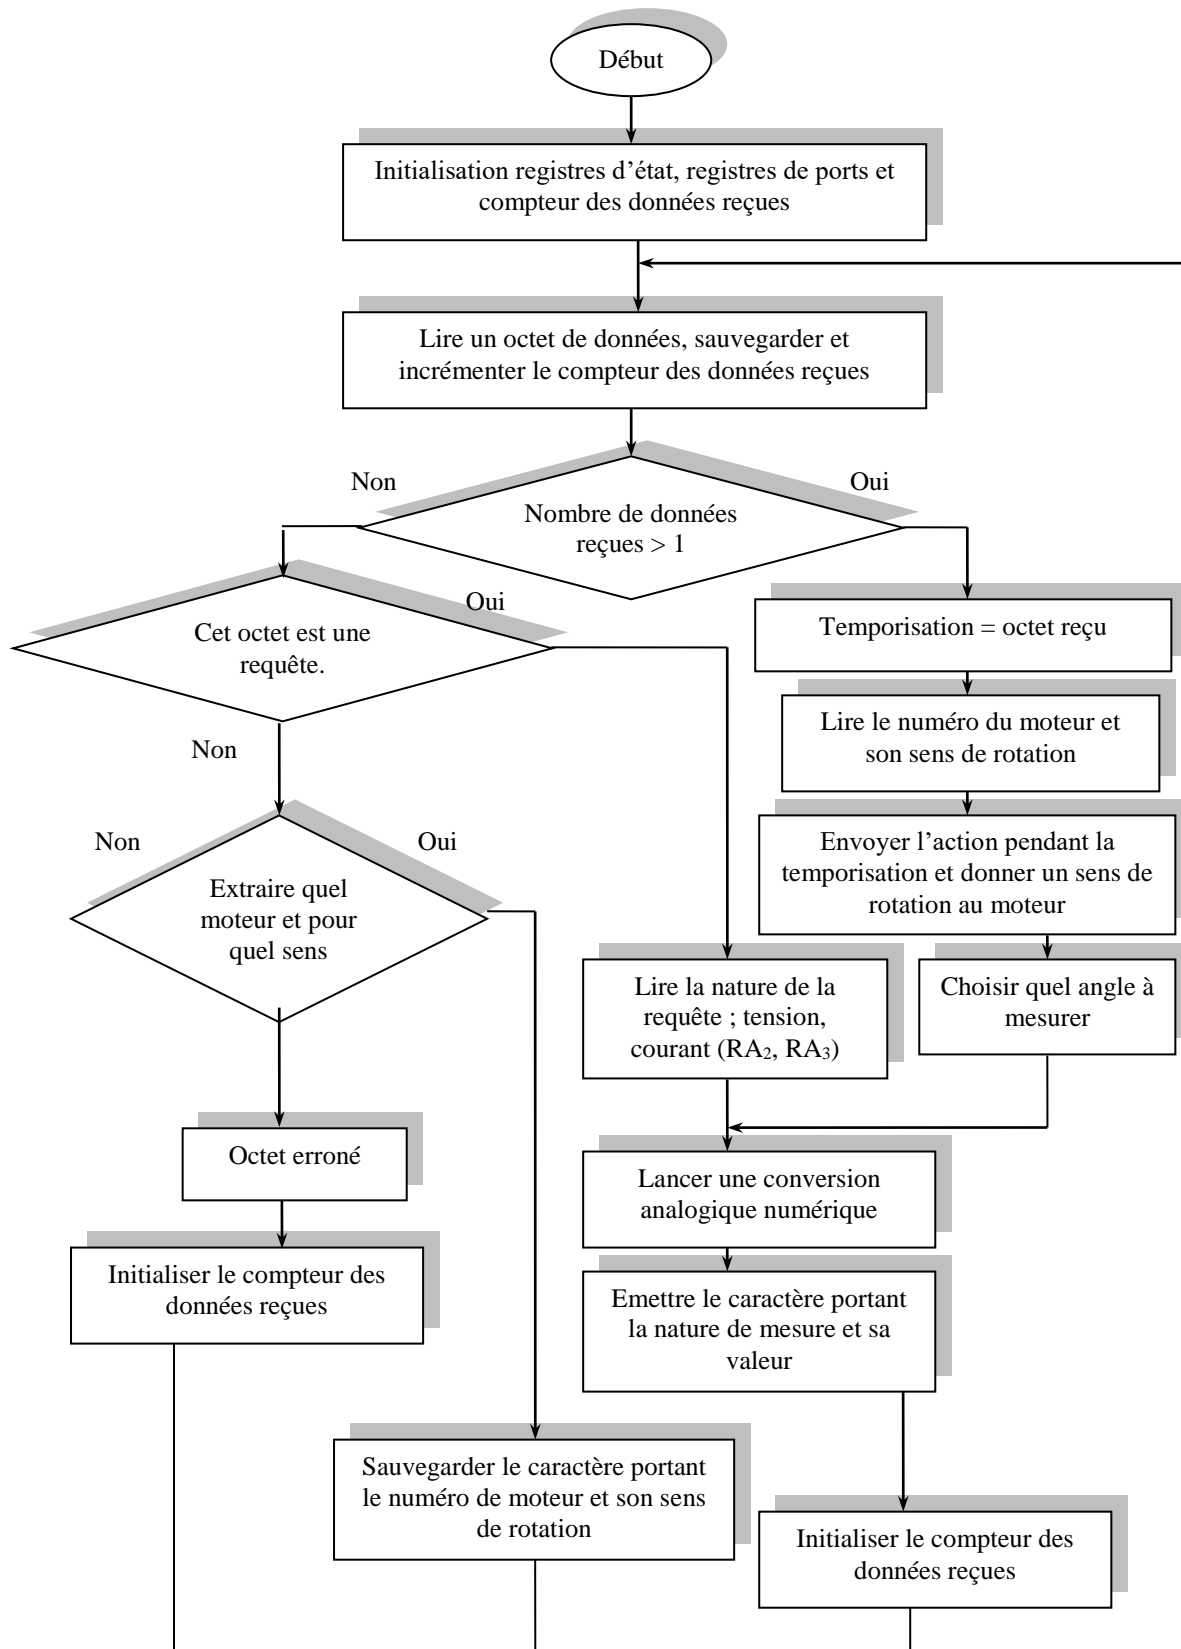 Début
Initialisation registres d'état, registres de ports et
compteur des données reçues
Lire un octet de données, sauvegarder et
incrémenter le compteur des données reçues
Non
Oui
Nombre de données
reçues > 1
Oui
Cet octet est une
requête.
Temporisation = octet reçu
Lire le numéro du moteur et
son sens de rotation
Non
Non
Oui
Envoyer l'action pendant la
temporisation et donner un sens de
rotation au moteur
Extraire quel
moteur et pour
quel sens
Lire la nature de la
requête ; tension,
courant (RA₂, RA₃)
Choisir quel angle à
mesurer
Octet erroné
Lancer une conversion
analogique numérique
Initialiser le compteur des
données reçues
Emettre le caractère portant
la nature de mesure et sa
valeur
Sauvegarder le caractère portant
le numéro de moteur et son sens
de rotation
Initialiser le compteur des
données reçues